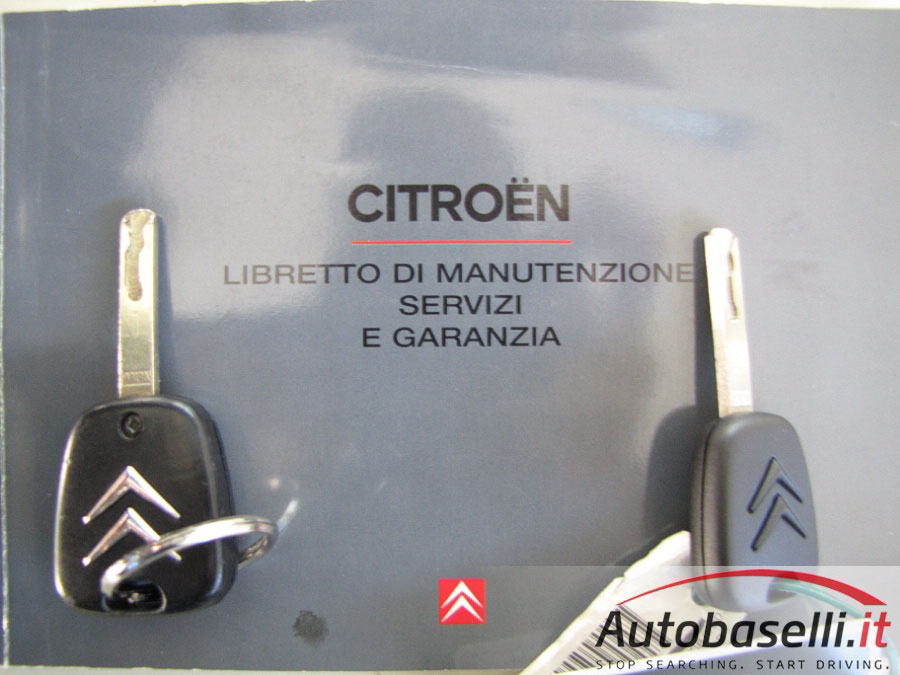 CITROËN
LIBRETTO DI MANUTENZIONE
SERVIZI
E GARANZIA
Autobaselli.it
STOP SEARCHING. START DRIVING.